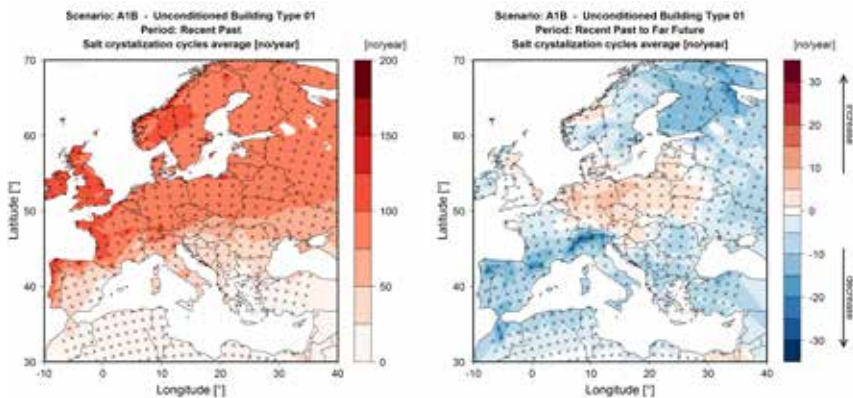 Scenario: A1B - Unconditioned Building Type 01
Period: Recent Past
Salt crystalization cycles average [no/year]
[no/year]
70
60
50
40
30
Latitude [°]
-10
0
10
20
30
40
Longitude [°]
200
150
100
50
0
Scenario: A1B - Unconditioned Building Type 01
Period: Recent Past to Far Future
Salt crystalization cycles average [no/year]
[no/year]
70
60
50
40
30
Latitude [°]
-10
0
10
20
30
40
Longitude [°]
30
20
10
0
-10
-20
-30
increase
decrease